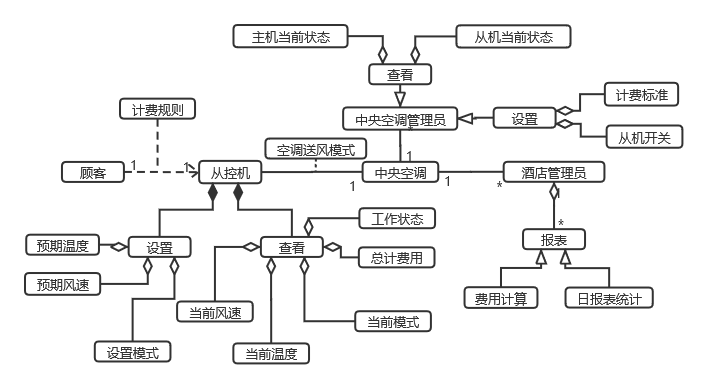 主机当前状态
从机当前状态
查看
计费标准
计费规则
中央空调管理员
设置
*
从机开关
空调送风模式
1
顾客
1
1
从控机
中央空调
酒店管理员
1
1
*
1
工作状态
*
预期温度
设置
查看
报表
总计费用
预期风速
当前风速
费用计算
日报表统计
当前模式
设置模式
当前温度